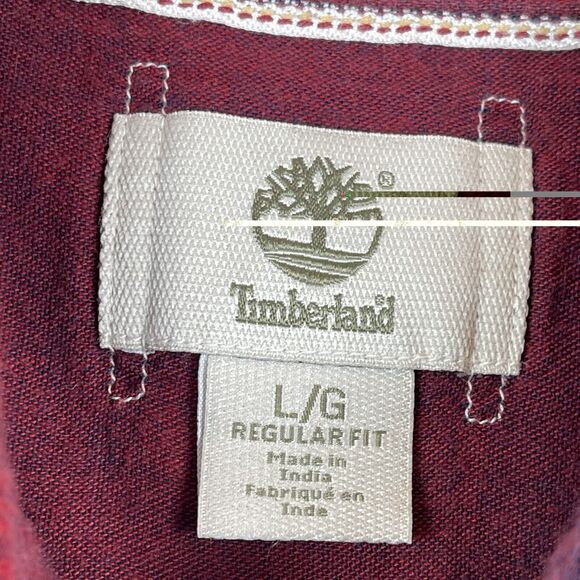 ®
Timberland®
L/G
REGULAR FIT
Made in
India
Fabriqué en
Inde